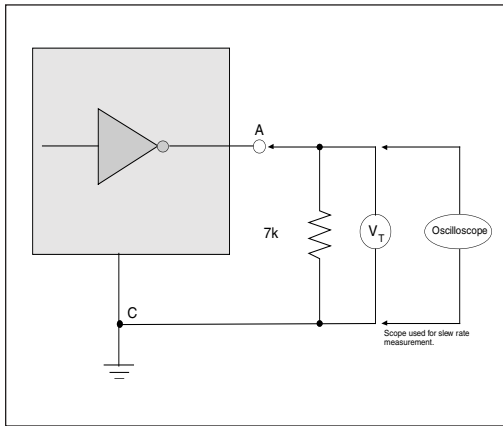 A
7k
V T
Oscilloscope
C
Scope used for slew rate
measurement.